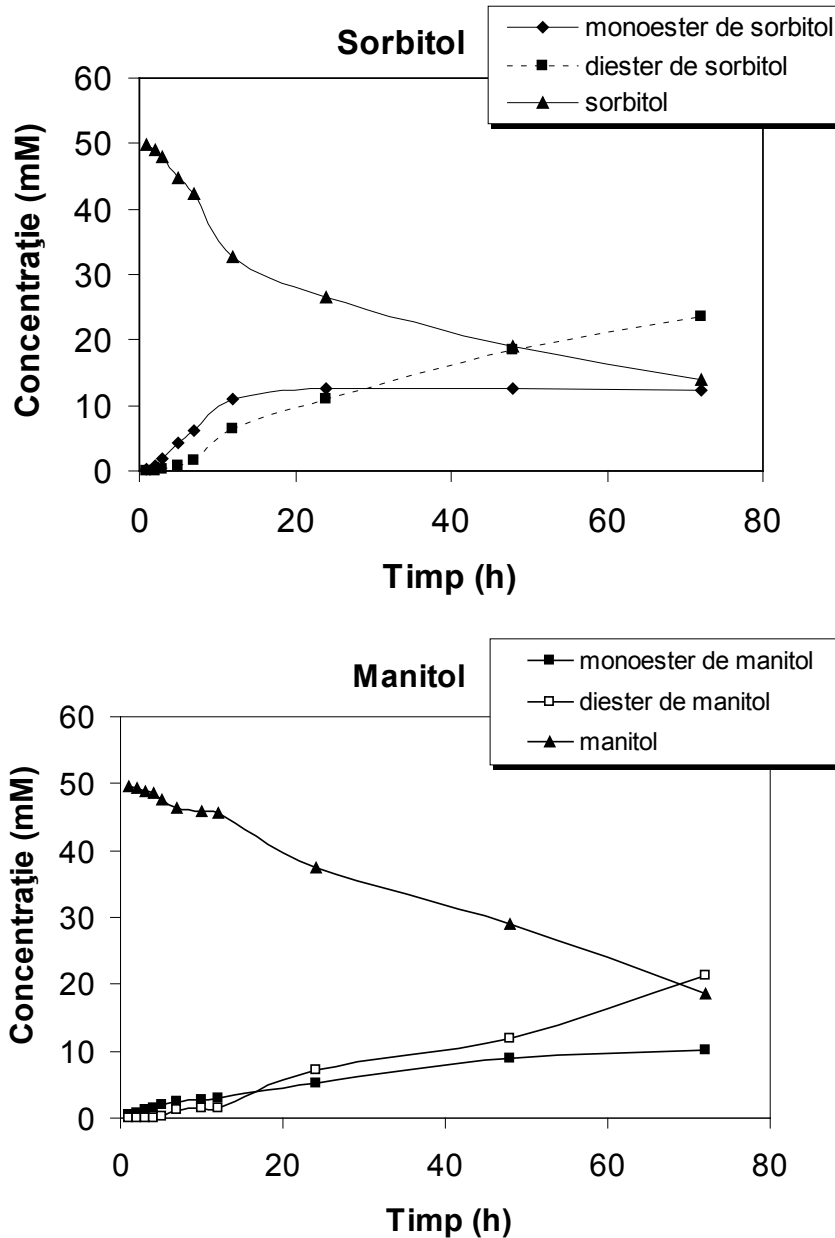 Sorbitol
monoester de sorbitol
diester de sorbitol
sorbitol
60
50
40
30
20
10
0
Concentraţie (mM)
0 20 40 60 80
Timp (h)
Manitol
monoester de manitol
diester de manitol
manitol
60
50
40
30
20
10
0
Concentraţie (mM)
0 20 40 60 80
Timp (h)